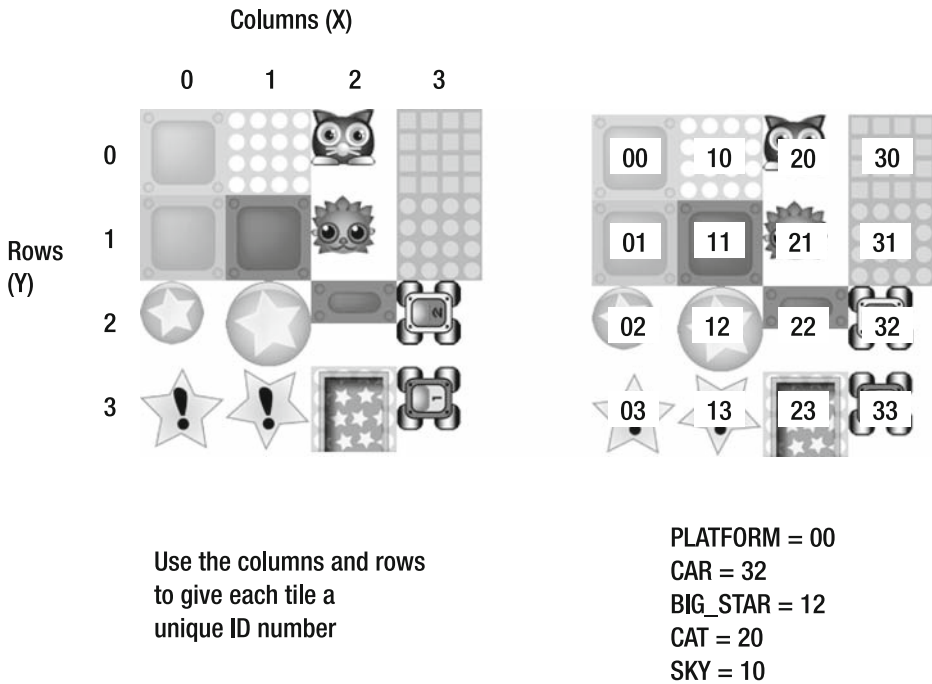 Columns (X)
0 1 2 3
0
00 10 20 30
Rows
(Y)
1
01 11 21 31
2
2
02 12 22 32
3
! ! 1
03 13 23 33
Use the columns and rows
to give each tile a
unique ID number
PLATFORM = 00
CAR = 32
BIG_STAR = 12
CAT = 20
SKY = 10